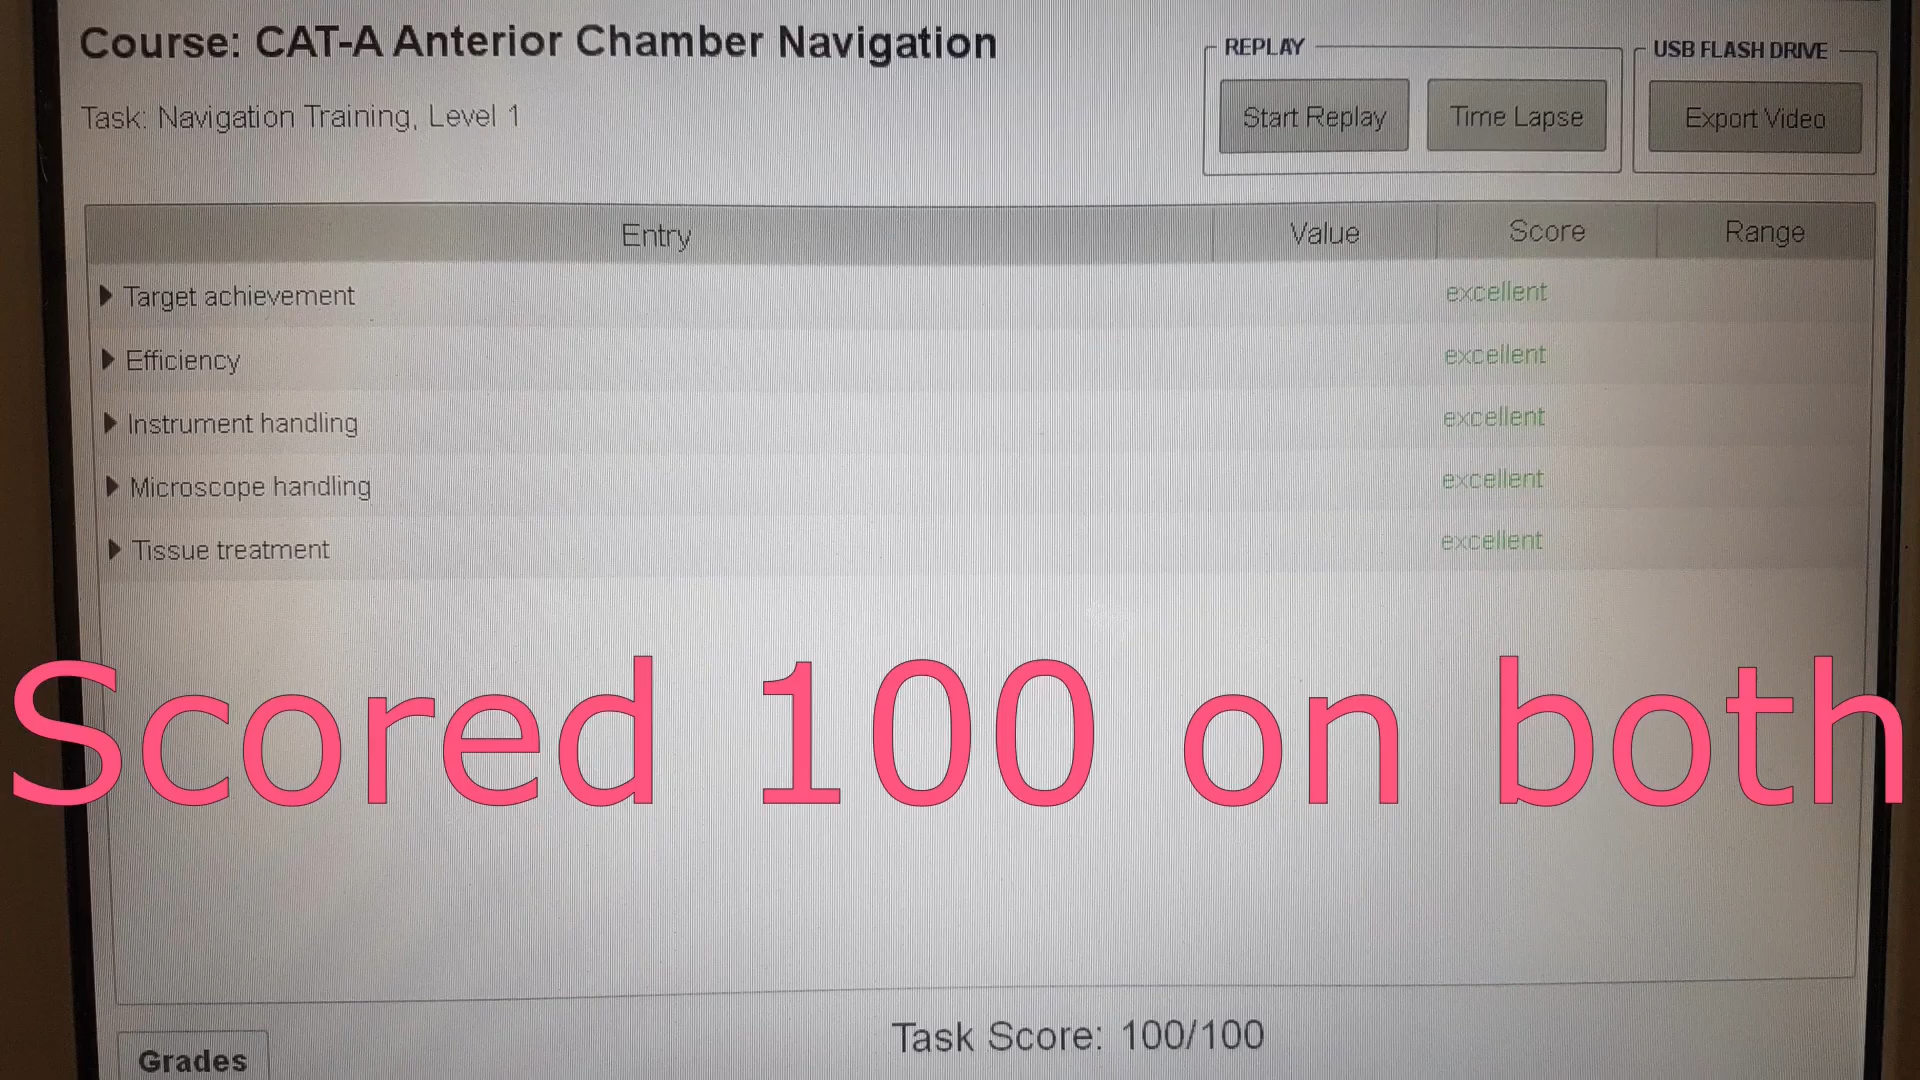 Course: CAT-A Anterior Chamber Navigation
Task: Navigation Training, Level 1
REPLAY
Start Replay Time Lapse
USB FLASH DRIVE
Export Video
Entry Value Score Range
Target achievement excellent
Efficiency excellent
Instrument handling excellent
Microscope handling excellent
Tissue treatment excellent
Scored 100 on both
Task Score: 100/100
Grades